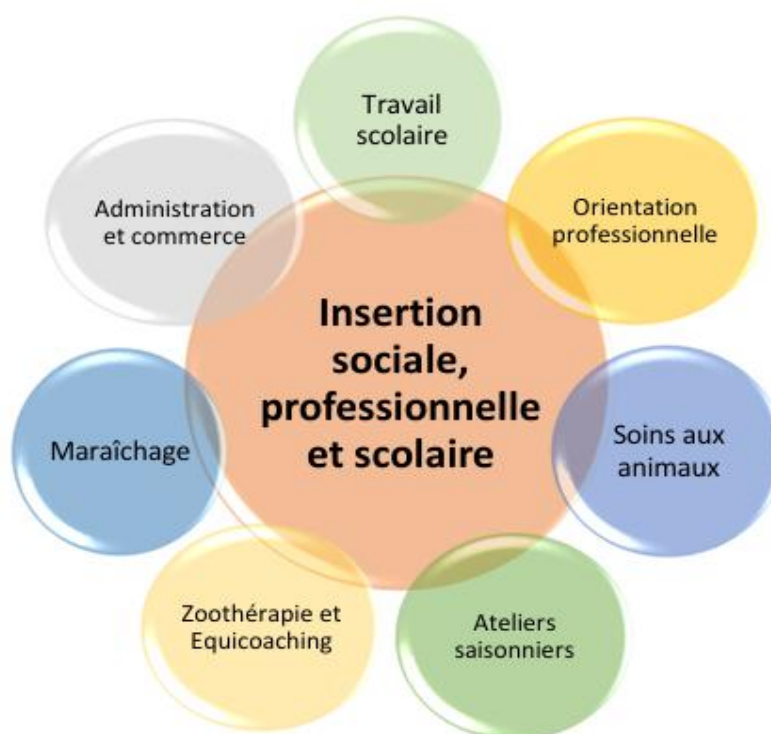 Travail
scolaire
Orientation
professionnelle
Soins aux
animaux
Ateliers
saisonniers
Zoothérapie et
Equicoaching
Maraîchage
Administration
et commerce
Insertion
sociale,
professionnelle
et scolaire